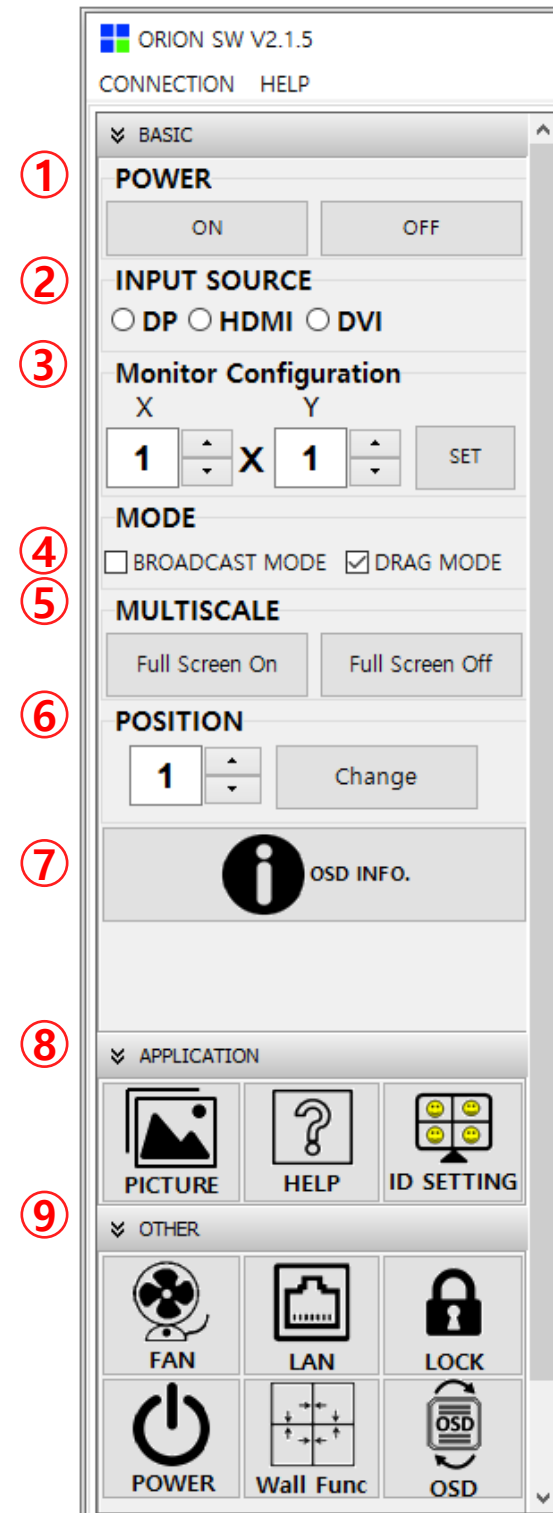 ORION SW V2.1.5
CONNECTION HELP
BASIC
① POWER
ON OFF
② INPUT SOURCE
DP HDMI DVI
③ Monitor Configuration
X Y
1 X 1 SET
MODE
④ BROADCAST MODE DRAG MODE
⑤ MULTISCALE
Full Screen On Full Screen Off
⑥ POSITION
1 Change
⑦ OSD INFO.
⑧ APPLICATION
PICTURE HELP ID SETTING
⑨ OTHER
FAN LAN LOCK
OSD
POWER Wall Func OSD